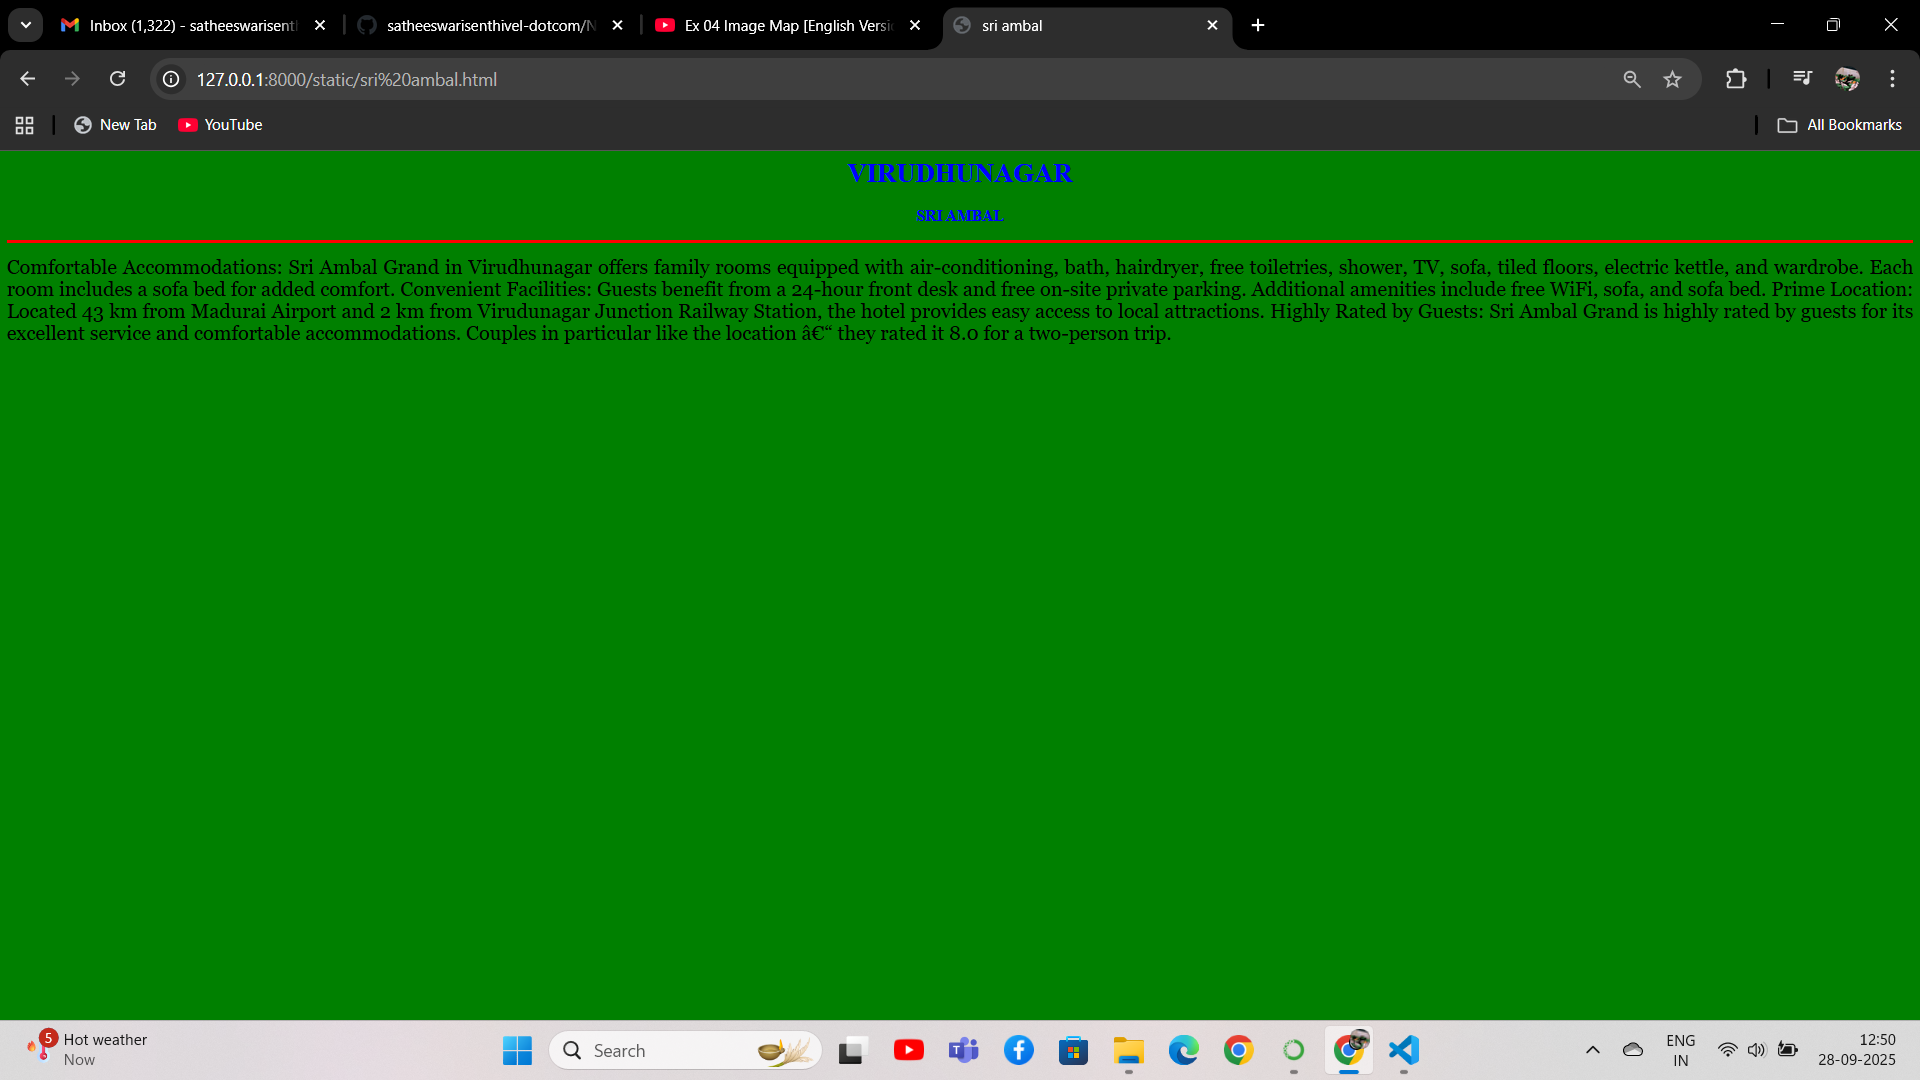 Inbox (1,322) - satheeswarisenti
satheeswarisenthivel-dotcom/N
Ex 04 Image Map [English Versi
sri ambal
127.0.0.1:8000/static/sri%20ambal.html
New Tab
YouTube
All Bookmarks
VIRUDHUNAGAR
SRI AMBAL
Comfortable Accommodations: Sri Ambal Grand in Virudhunagar offers family rooms equipped with air-conditioning, bath, hairdryer, free toiletries, shower, TV, sofa, tiled floors, electric kettle, and wardrobe. Each
room includes a sofa bed for added comfort. Convenient Facilities: Guests benefit from a 24-hour front desk and free on-site private parking. Additional amenities include free WiFi, sofa, and sofa bed. Prime Location:
Located 43 km from Madurai Airport and 2 km from Virudunagar Junction Railway Station, the hotel provides easy access to local attractions. Highly Rated by Guests: Sri Ambal Grand is highly rated by guests for its
excellent service and comfortable accommodations. Couples in particular like the location â€“ they rated it 8.0 for a two-person trip.
5
Hot weather
Now
Search
ENG
IN
12:50
28-09-2025